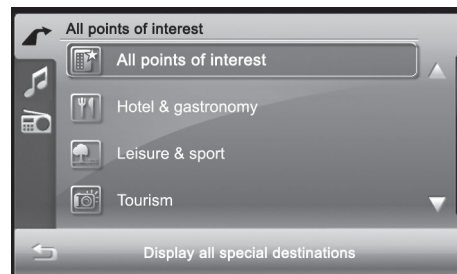 All points of interest
All points of interest
Hotel & gastronomy
Leisure & sport
Tourism
Display all special destinations